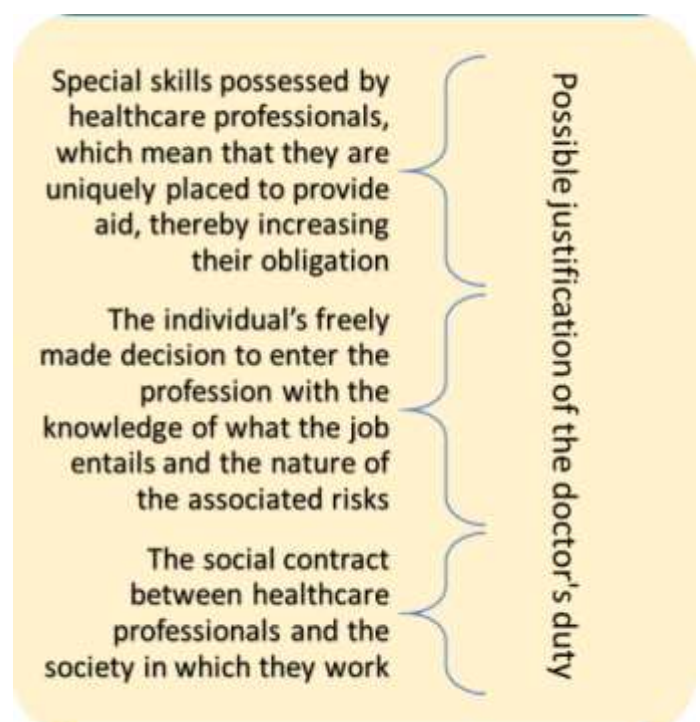 Special skills possessed by
healthcare professionals,
which mean that they are
uniquely placed to provide
aid, thereby increasing
their obligation
The individual’s freely
made decision to enter the
profession with the
knowledge of what the job
entails and the nature of
the associated risks
The social contract
between healthcare
professionals and the
society in which they work
Possible justification of the doctor's duty